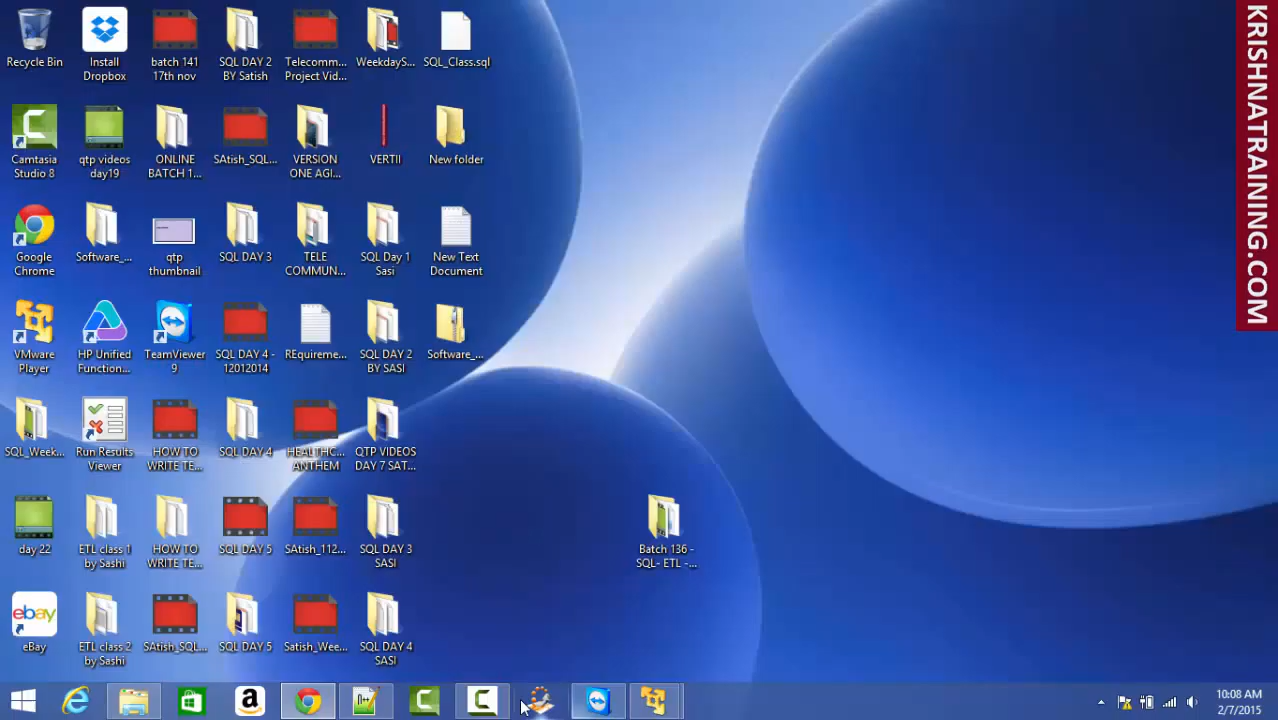 Recycle Bin
Install
Dropbox
batch 141
17th nov
SQL DAY 2
BY Satish
Telecomm...
Project Vid...
WeekdayS...
SQL_Class.sql
Camtasia
Studio 8
qtp videos
day19
ONLINE
BATCH 1...
SAtish_SQL...
VERSION
ONE AGI...
VERTII
New folder
Google
Chrome
Software_...
qtp
thumbnail
SQL DAY 3
TELE
COMMUN...
SQL Day 1
Sasi
New Text
Document
VMware
Player
HP Unified
Function...
TeamViewer
9
SQL DAY 4 -
12012014
REquireme...
SQL DAY 2
BY SASI
Software_...
SQL_Week...
Run Results
Viewer
HOW TO
WRITE TE...
SQL DAY 4
HEALTHC...
ANTHEM
QTP VIDEOS
DAY 7 SAT...
day 22
ETL class 1
by Sashi
HOW TO
WRITE TE...
SQL DAY 5
SAtish_112...
SQL DAY 3
SASI
Batch 136 -
SQL- ETL -...
ebay
eBay
ETL class 2
by Sashi
SAtish_SQL...
SQL DAY 5
Satish_Wee...
SQL DAY 4
SASI
KRISHNATRAINING.COM
10:08 AM
2/7/2015